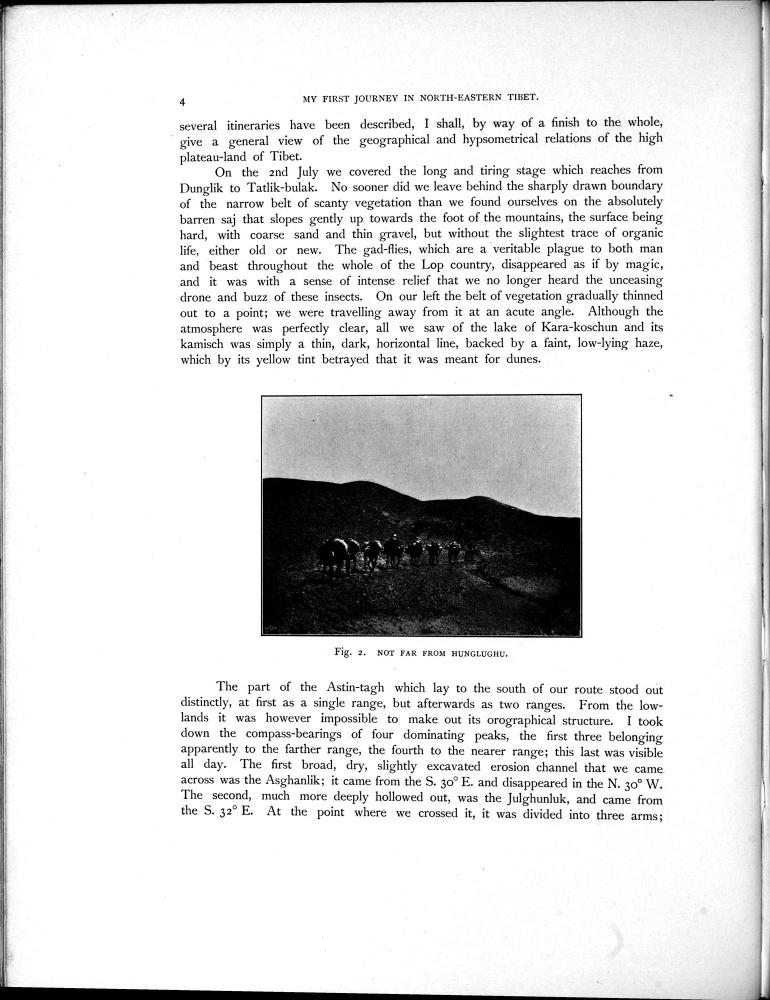 4
MY FIRST JOURNEY IN NORTH-EASTERN TIBET.
several itineraries have been described, I shall, by way of a finish to the whole,
give a general view of the geographical and hypsometrical relations of the high
plateau-land of Tibet.
On the 2nd July we covered the long and tiring stage which reaches from
Dunglik to Tatlik-bulak. No sooner did we leave behind the sharply drawn boundary
of the narrow belt of scanty vegetation than we found ourselves on the absolutely
barren saj that slopes gently up towards the foot of the mountains, the surface being
hard, with coarse sand and thin gravel, but without the slightest trace of organic
life, either old or new. The gad-flies, which are a veritable plague to both man
and beast throughout the whole of the Lop country, disappeared as if by magic,
and it was with a sense of intense relief that we no longer heard the unceasing
drone and buzz of these insects. On our left the belt of vegetation gradually thinned
out to a point; we were travelling away from it at an acute angle. Although the
atmosphere was perfectly clear, all we saw of the lake of Kara-koschun and its
kamisch was simply a thin, dark, horizontal line, backed by a faint, low-lying haze,
which by its yellow tint betrayed that it was meant for dunes.
Fig. 2. NOT FAR FROM HUNGLUGHU.
The part of the Astin-tagh which lay to the south of our route stood out
distinctly, at first as a single range, but afterwards as two ranges. From the low-
lands it was however impossible to make out its orographical structure. I took
down the compass-bearings of four dominating peaks, the first three belonging
apparently to the farther range, the fourth to the nearer range; this last was visible
all day. The first broad, dry, slightly excavated erosion channel that we came
across was the Asghanlik; it came from the S. 30° E. and disappeared in the N. 30° W.
The second, much more deeply hollowed out, was the Julghunluk, and came from
the S. 32° E. At the point where we crossed it, it was divided into three arms;